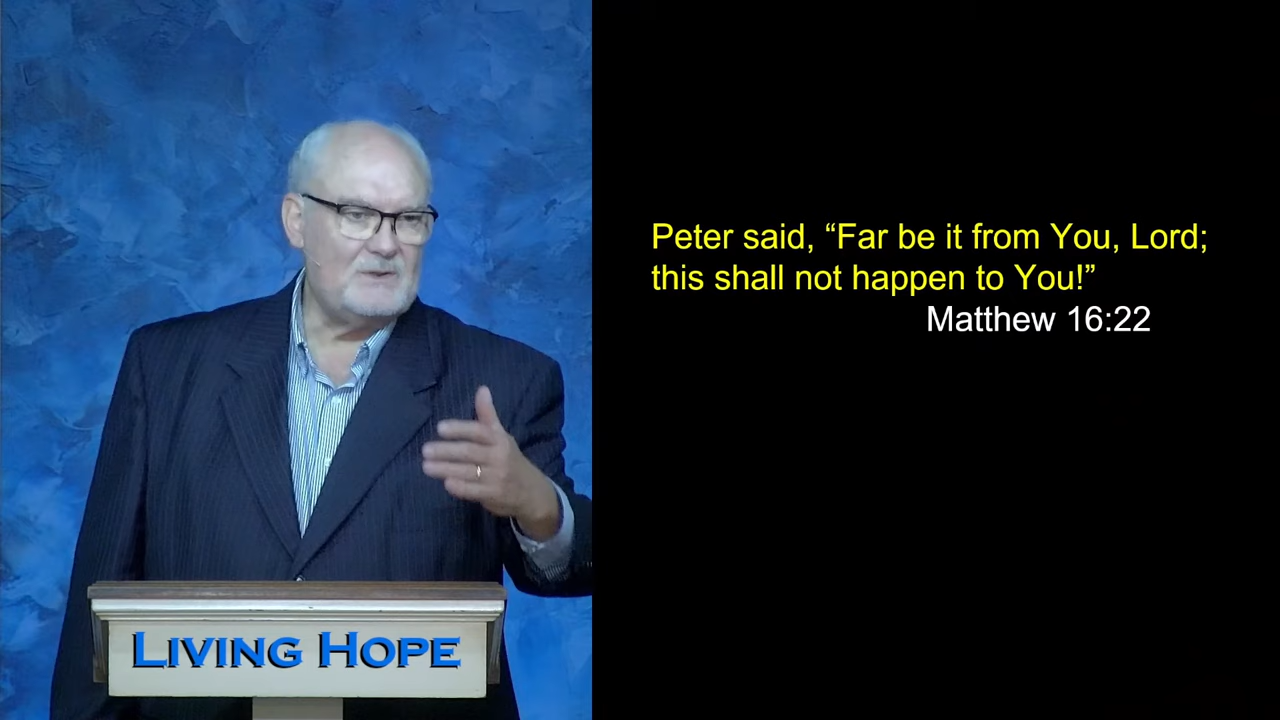 Peter said, “Far be it from You, Lord;
this shall not happen to You!”
Matthew 16:22
LIVING HOPE